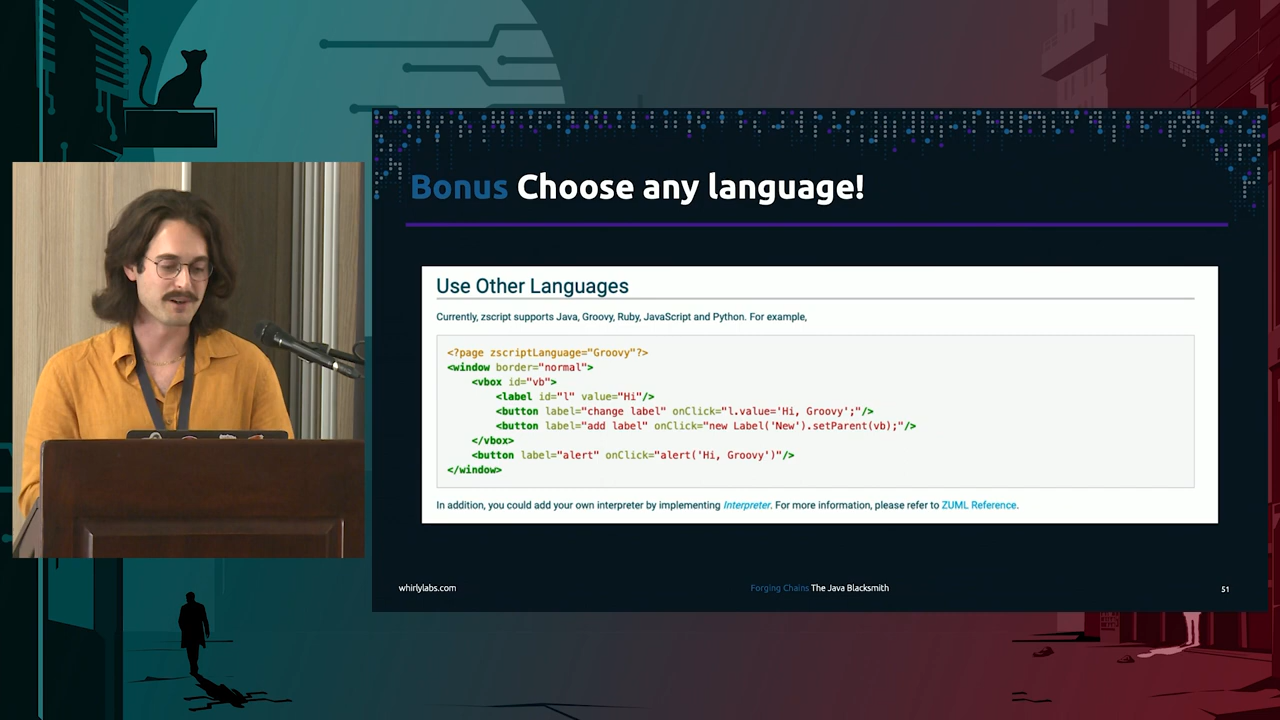 Bonus Choose any language!
Use Other Languages
Currently, zscript supports Java, Groovy, Ruby, JavaScript and Python. For example,
<?page zscriptLanguage="Groovy"?>
<window border="normal">
    <vbox id="vb">
        <label id="l" value="Hi"/>
        <button label="change label" onClick="l.value='Hi, Groovy';"/>
        <button label="add label" onClick="new Label('New').setParent(vb);"/>
    </vbox>
    <button label="alert" onClick="alert('Hi, Groovy')"/>
</window>
In addition, you could add your own interpreter by implementing Interpreter. For more information, please refer to ZUML Reference.
whirlylabs.com
Forging Chains The Java Blacksmith
51